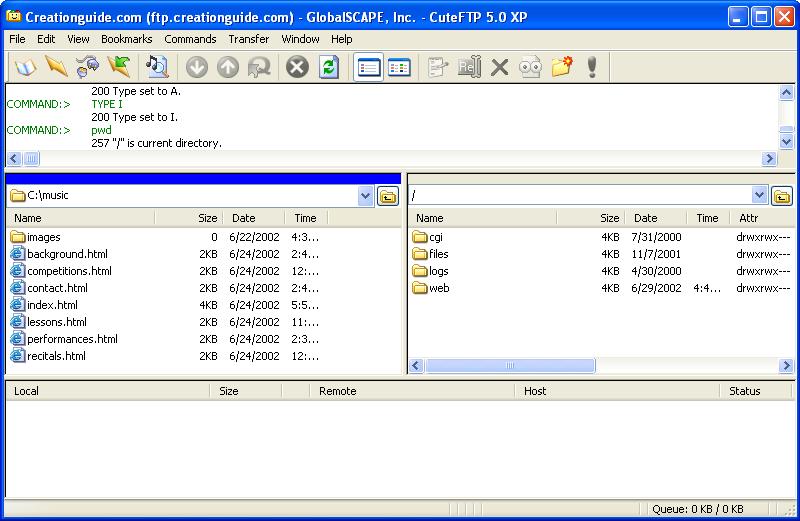 Creationguide.com (ftp.creationguide.com) - GlobalSCAPE, Inc. - CuteFTP 5.0 XP
File Edit View Bookmarks Commands Transfer Window Help
200 Type set to A.
COMMAND:> TYPE I
200 Type set to I.
COMMAND:> pwd
257 "/" is current directory.
C:\music
Name Size Date Time
images 0 6/22/2002 4:3...
background.html 2KB 6/24/2002 2:4...
competitions.html 2KB 6/24/2002 12:...
contact.html 2KB 6/24/2002 2:4...
index.html 4KB 6/24/2002 5:5...
lessons.html 2KB 6/24/2002 11:...
performances.html 2KB 6/24/2002 2:3...
recitals.html 2KB 6/24/2002 12:...
/
Name Size Date Time Attr
cgi 4KB 7/31/2000 drwxrwx---
files 4KB 11/7/2001 drwxrwx---
logs 4KB 4/30/2000 drwxrwx---
web 4KB 6/29/2002 4:4... drwxrwx---
Local Size Remote Host Status
Queue: 0 KB / 0 KB